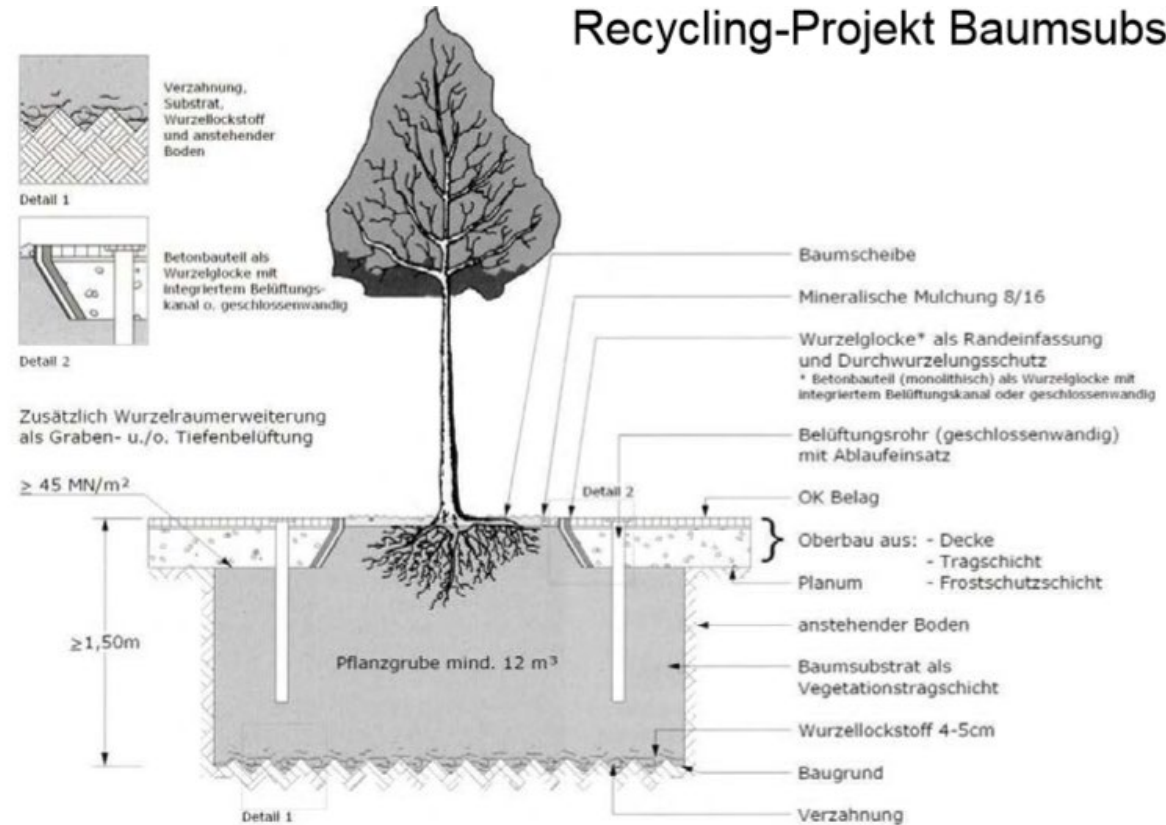 Recycling-Projekt Baumsubs
Verzahnung,
Substrat,
Wurzellockstoff
und anstehender
Boden
Detail 1
Betonbauteil als
Wurzelglocke mit
integriertem Belüftungs-
kanal o. geschlossenwandig
Detail 2
Zusätzlich Wurzelraumerweiterung
als Graben- u./o. Tiefenbelüftung
≥ 45 MN/m²
≥1,50m
Pflanzgrube mind. 12 m³
Detail 1
Detail 2
Baumscheibe
Mineralische Mulchung 8/16
Wurzelglocke* als Randeinfassung
und Durchwurzelungsschutz
* Betonbauteil (monolithisch) als Wurzelglocke mit
integriertem Belüftungskanal oder geschlossenwandig
Belüftungsrohr (geschlossenwandig)
mit Ablaufeinsatz
OK Belag
Oberbau aus: - Decke
- Tragschicht
Planum - Frostschutzschicht
anstehender Boden
Baumsubstrat als
Vegetationstragschicht
Wurzellockstoff 4-5cm
Baugrund
Verzahnung